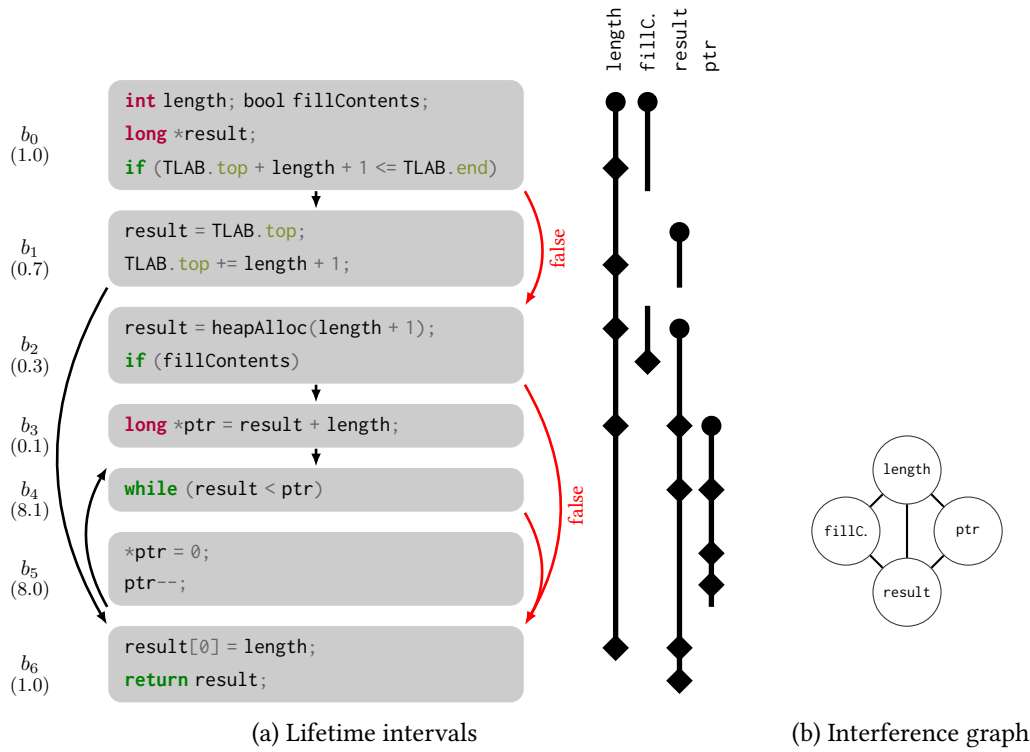 length
fillC.
result
ptr
b0
(1.0)
int length; bool fillContents;
long *result;
if (TLAB.top + length + 1 <= TLAB.end)
b1
(0.7)
result = TLAB.top;
TLAB.top += length + 1;
false
b2
(0.3)
result = heapAlloc(length + 1);
if (fillContents)
b3
(0.1)
long *ptr = result + length;
b4
(8.1)
while (result < ptr)
false
b5
(8.0)
*ptr = 0;
ptr--;
b6
(1.0)
result[0] = length;
return result;
length
fillC.
ptr
result
(a) Lifetime intervals
(b) Interference graph